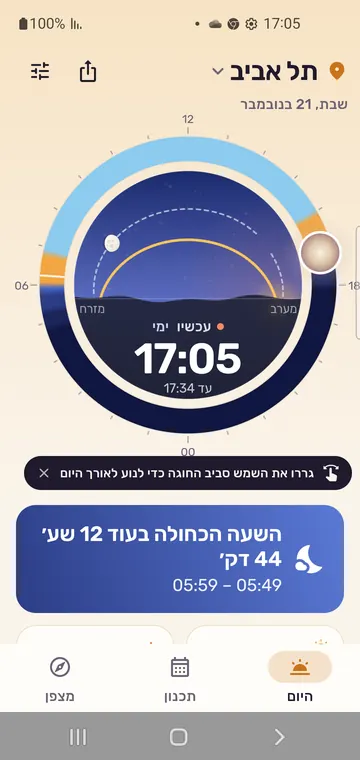 17:05
100%
תל אביב
שבת, 21 בנובמבר
12
06
18
מערב
מזרח
עכשיו ימי
17:05
עד 17:34
00
גררו את השמש סביב החוגה כדי לנוע לאורך היום
השעה הכחולה בעוד 12 שע׳
44 דק׳
05:49 – 05:59
היום
תכנון
מצפן